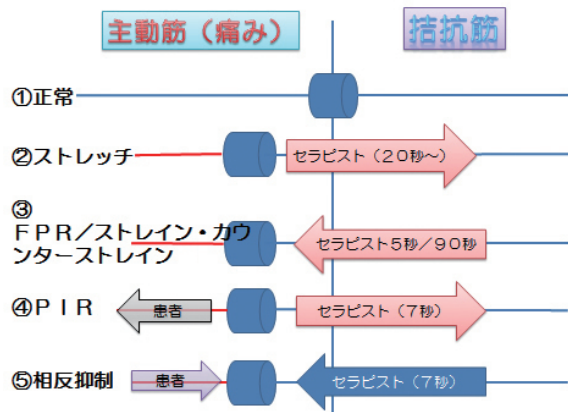 主動筋（痛み）
拮抗筋
①正常
②ストレッチ
セラピスト（２０秒～）
③
ＦＰＲ／ストレイン・カウ
ンターストレイン
セラピスト５秒／９０秒
④ＰＩＲ
患者
セラピスト（７秒）
⑤相反抑制
患者
セラピスト（７秒）